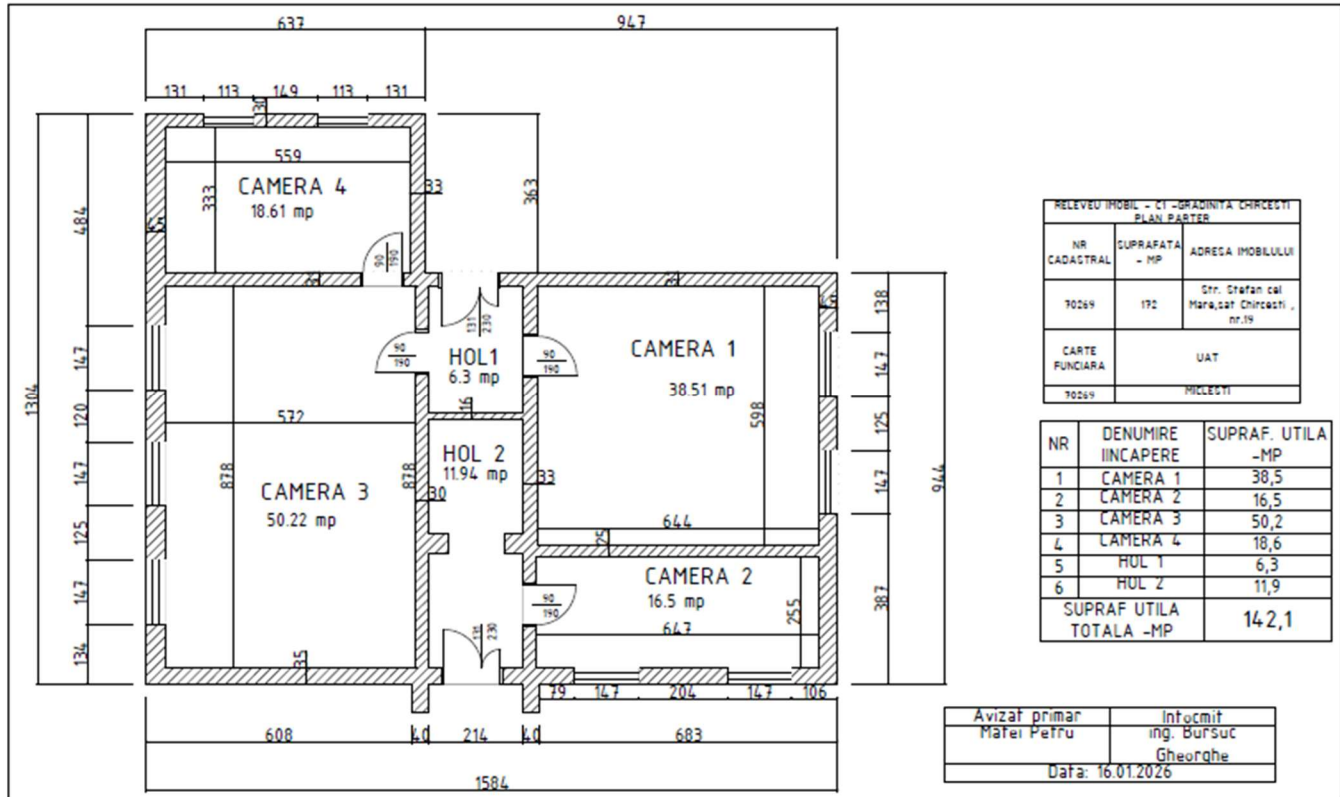 637
947
131 113 149 113 131
30
559
333
CAMERA 4
18.61 mp
33
363
484
1304
90
190
131
230
HOL1
6.3 mp
90
190
90
190
CAMERA 1
38.51 mp
598
138
147
125
147
387
944
147
120
147
125
147
134
572
878
878
16
HOL 2
11.94 mp
30
33
CAMERA 3
50.22 mp
644
25
CAMERA 2
16.5 mp
647
255
90
190
131
230
35
79 147 204 147 106
608 40 214 40 683
1584
RELEVEU IMOBIL - C1 -GRADINITA CHIRCESTI
PLAN PARTER
NR CADASTRAL
SUPRAFATA - MP
ADRESA IMOBILULUI
70269
172
Str. Stefan cel Mare,sat Chircesti , nr.19
CARTE FUNCIARA
UAT
70269
MICLESTI
NR DENUMIRE IINCAPERE SUPRAF. UTILA -MP
1 CAMERA 1 38,5
2 CAMERA 2 16,5
3 CAMERA 3 50,2
4 CAMERA 4 18,6
5 HOL 1 6,3
6 HOL 2 11,9
SUPRAF UTILA TOTALA -MP 142,1
Avizat primar Intocmit
Matei Petru ing. Bursuc Gheorghe
Data: 16.01.2026